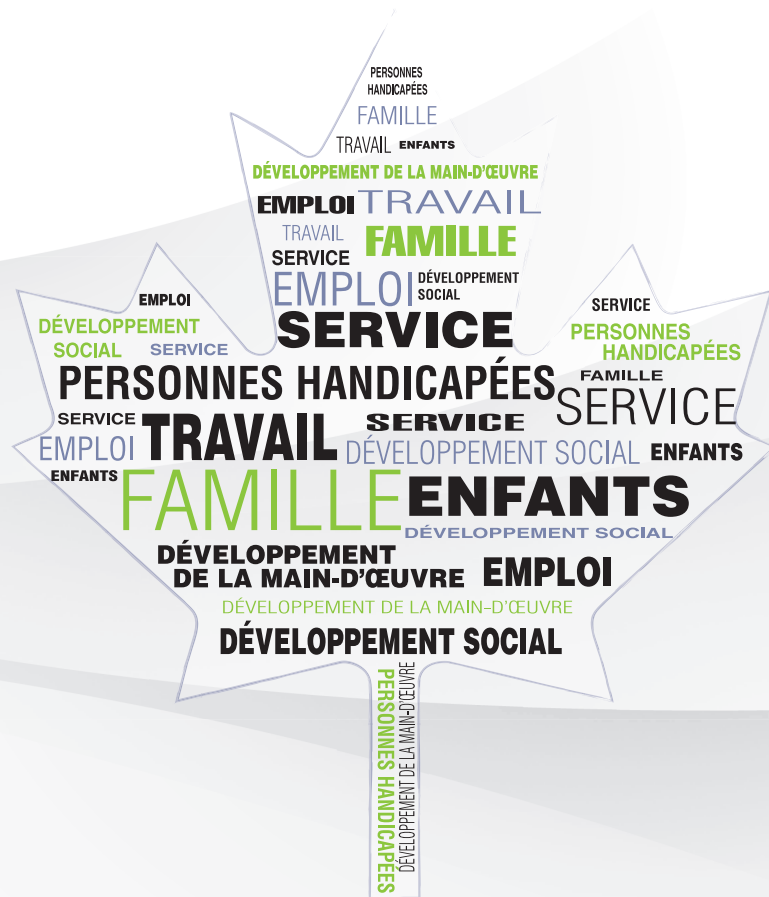 PERSONNES
HANDICAPÉES
FAMILLE
TRAVAIL ENFANTS
DÉVELOPPEMENT DE LA MAIN-D'ŒUVRE
EMPLOI TRAVAIL
TRAVAIL FAMILLE
SERVICE
EMPLOI DÉVELOPPEMENT
SOCIAL
EMPLOI
SERVICE
DÉVELOPPEMENT
SOCIAL SERVICE
SERVICE
PERSONNES
HANDICAPÉES
PERSONNES HANDICAPÉES
FAMILLE
SERVICE
SERVICE
EMPLOI TRAVAIL
SERVICE
DÉVELOPPEMENT SOCIAL ENFANTS
ENFANTS
FAMILLE ENFANTS
DÉVELOPPEMENT SOCIAL
DÉVELOPPEMENT
DE LA MAIN-D'ŒUVRE EMPLOI
DÉVELOPPEMENT DE LA MAIN-D'ŒUVRE
DÉVELOPPEMENT SOCIAL
PERSONNES HANDICAPÉES
DÉVELOPPEMENT DE LA MAIN-D'ŒUVRE